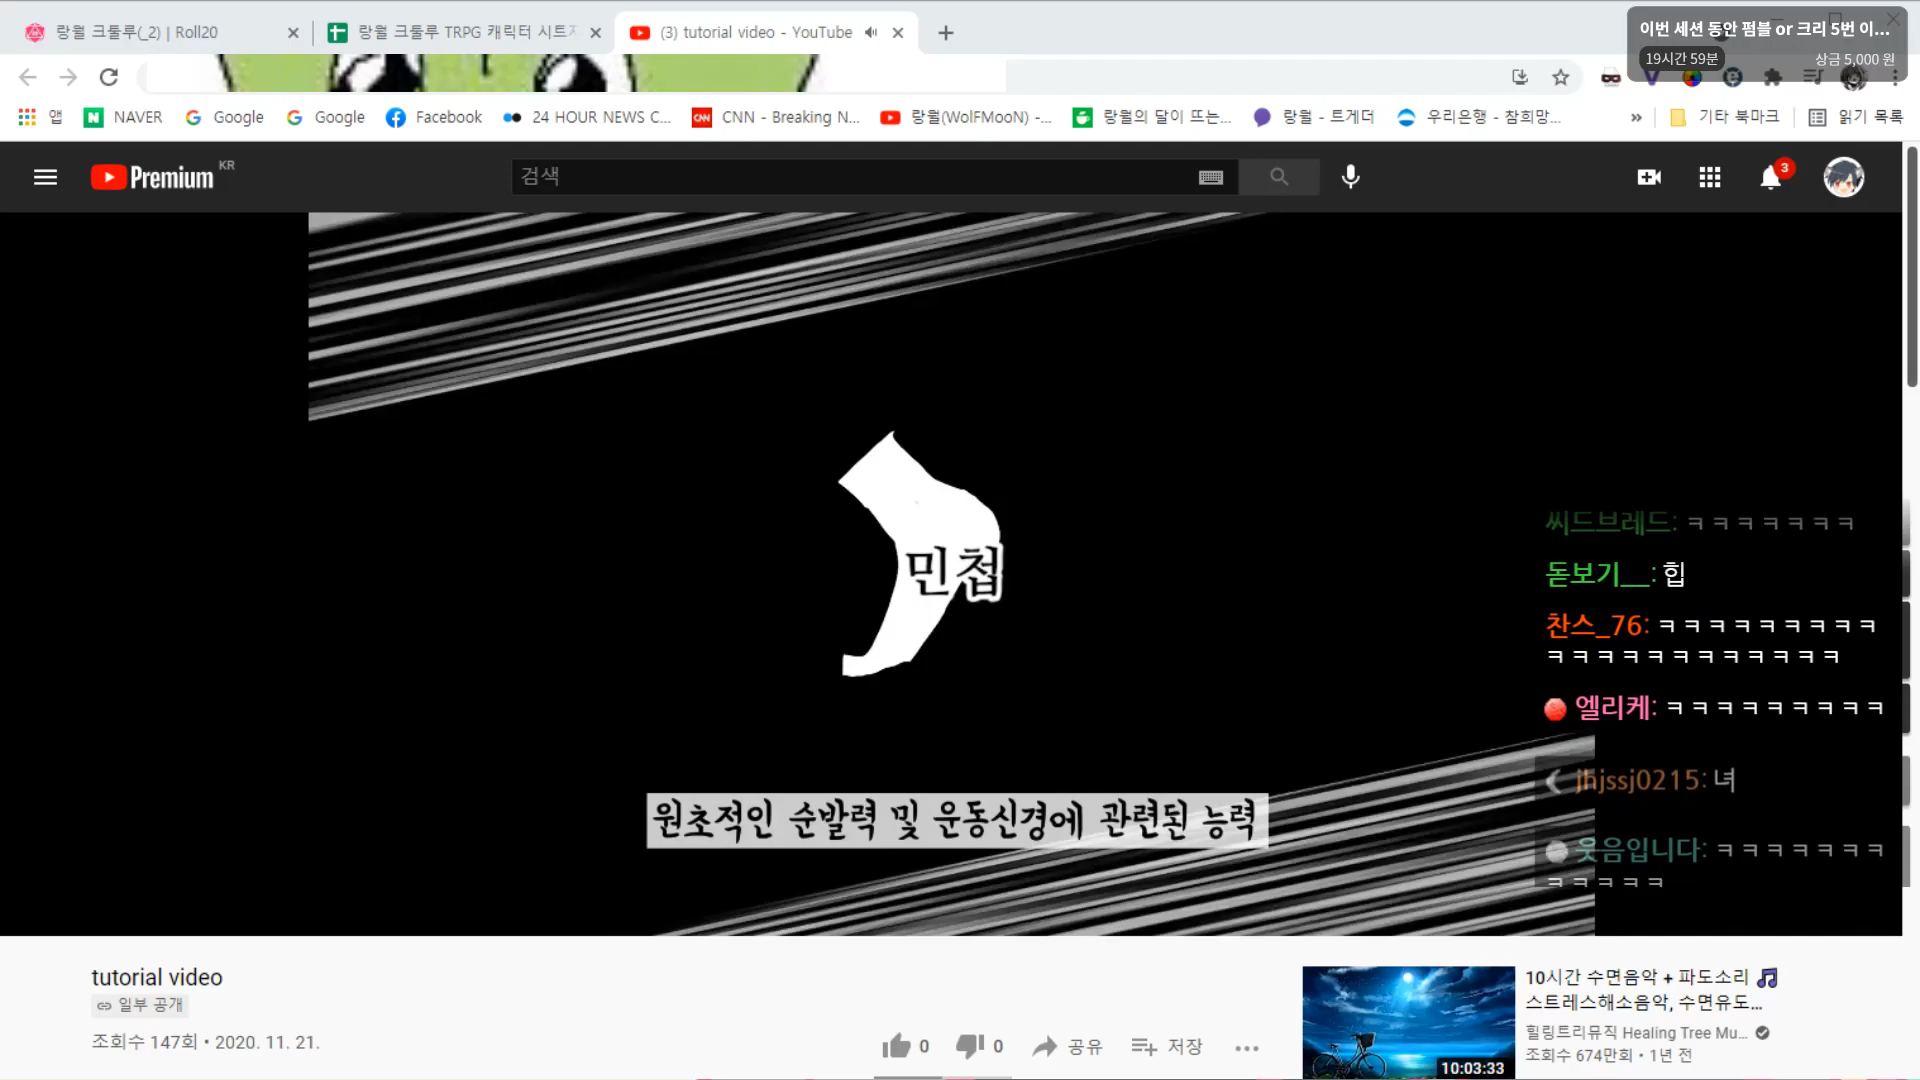 랑월 크툴루(_2) | Roll20
랑월 크툴루 TRPG 캐릭터 시트지
(3) tutorial video - YouTube
이번 세션 동안 펌블 or 크리 5번 이...
19시간 59분
상금 5,000 원
앱
NAVER
Google
Google
Facebook
24 HOUR NEWS C...
CNN - Breaking N...
랑월(WolFMooN) -...
랑월의 달이 뜨는...
랑월 - 트게더
우리은행 - 참희망...
기타 북마크
읽기 목록
Premium KR
검색
3
민첩
원초적인 순발력 및 운동신경에 관련된 능력
씨드브레드: ㅋㅋㅋㅋㅋㅋㅋ
돋보기__: 힙
찬스_76: ㅋㅋㅋㅋㅋㅋㅋㅋㅋ
ㅋㅋㅋㅋㅋㅋㅋㅋㅋㅋㅋㅋ
엘리케: ㅋㅋㅋㅋㅋㅋㅋㅋㅋ
jhjssj0215: 녀
웃음입니다: ㅋㅋㅋㅋㅋㅋㅋ
ㅋㅋㅋㅋㅋ
tutorial video
일부 공개
조회수 147회 • 2020. 11. 21.
0
0
공유
저장
10:03:33
10시간 수면음악 + 파도소리
스트레스해소음악, 수면유도...
힐링트리뮤직 Healing Tree Mu...
조회수 674만회 • 1년 전